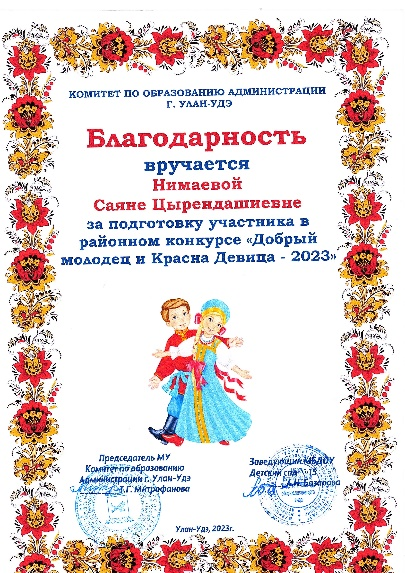 КОМИТЕТ ПО ОБРАЗОВАНИЮ АДМИНИСТРАЦИИ
Г. УЛАН-УДЭ
Благодарность
вручается
Нимаевой
Саяне Цырендашиевне
за подготовку участника в
районном конкурсе «Добрый
молодец и Красна Девица - 2023»
Председатель МУ
Комитет по образованию
Администрации г. Улан-Удэ
Т.Г. Митрофанова
Заведующий МБДОУ
Детский сад 15
А.Н. Базарова
Улан-Удэ, 2023г.